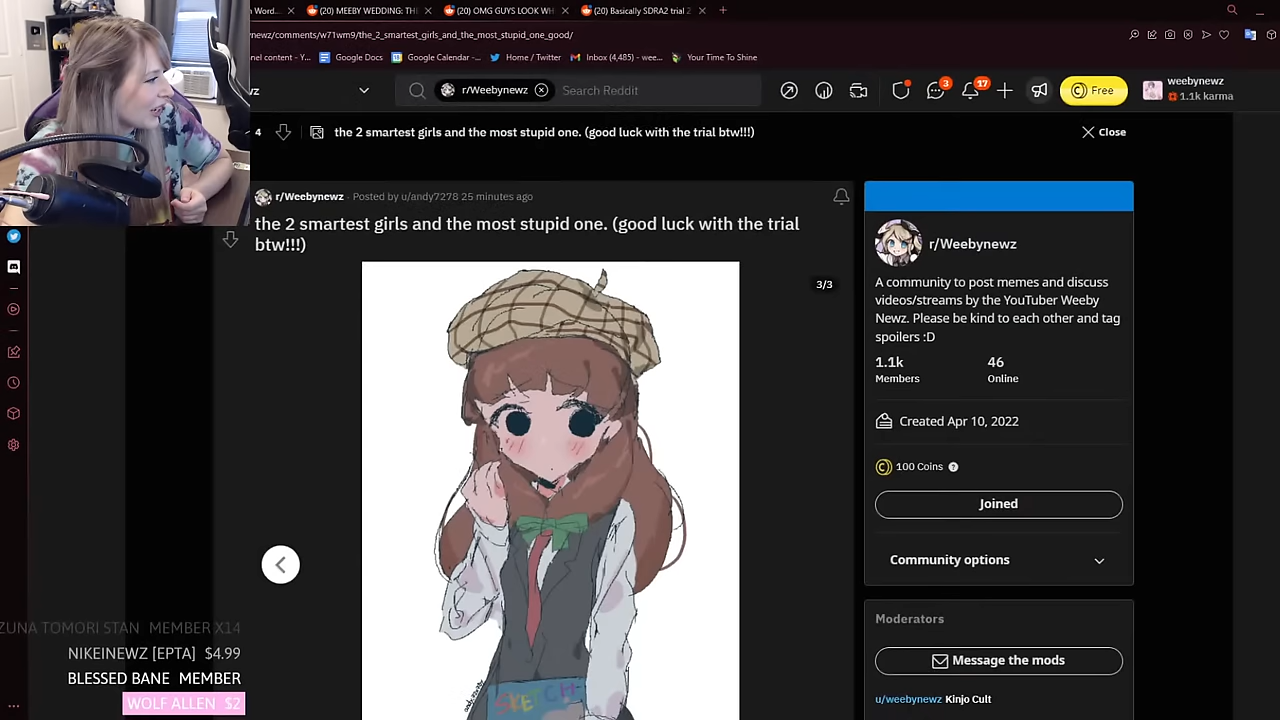 n Word..
(20) MEEBY WEDDING: TH
(20) OMG GUYS LOOK WH
(20) Basically SDRA2 trial 2
newz/comments/w71wm9/the_2_smartest_girls_and_the_most_stupid_one_good/
nel content - Y...
Google Docs
Google Calendar -...
Home / Twitter
Inbox (4,485) - wee...
Your Time To Shine
wz
r/Weebynewz
Search Reddit
3
17
Free
weebynewz
1.1k karma
4
the 2 smartest girls and the most stupid one. (good luck with the trial btw!!!)
Close
r/Weebynewz · Posted by u/andy7278 25 minutes ago
the 2 smartest girls and the most stupid one. (good luck with the trial
btw!!!)
3/3
SKETCH
r/Weebynewz
A community to post memes and discuss
videos/streams by the YouTuber Weeby
Newz. Please be kind to each other and tag
spoilers :D
1.1k
Members
46
Online
Created Apr 10, 2022
100 Coins
Joined
Community options
Moderators
Message the mods
u/weebynewz Kinjo Cult
ZUNA TOMORI STAN MEMBER X14
NIKEINEWZ [EPTA] $4.99
BLESSED BANE MEMBER
WOLF ALLEN $2